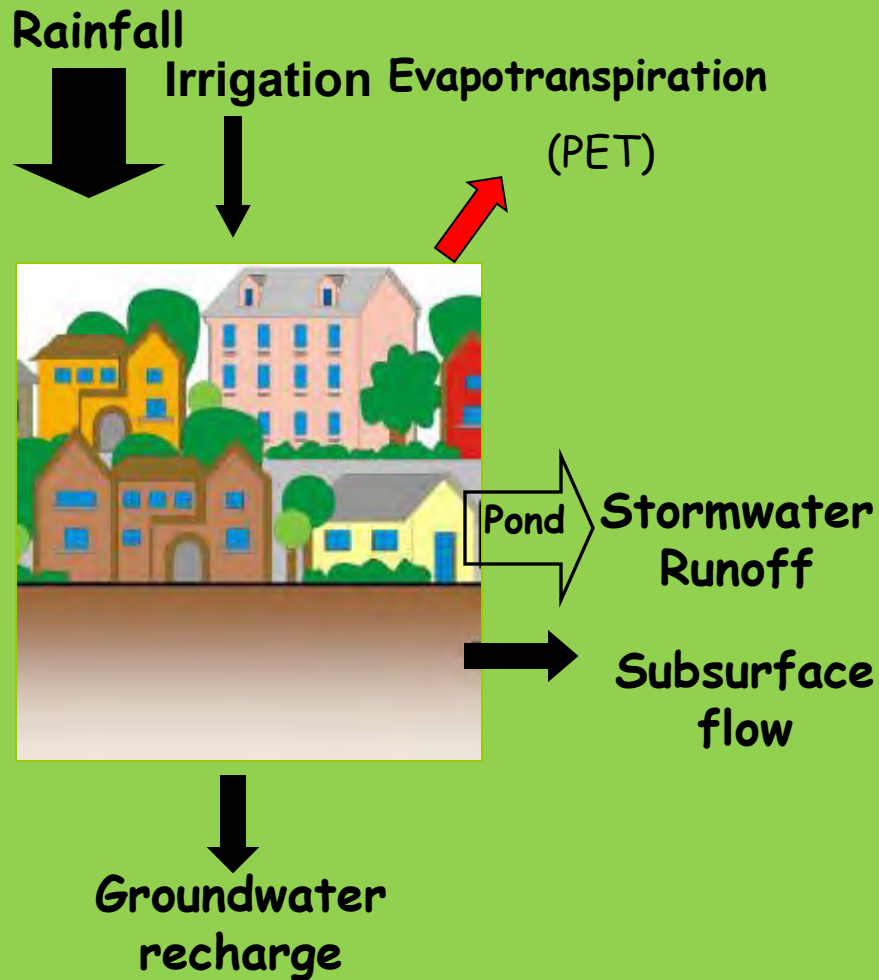 Rainfall
Irrigation
Evapotranspiration
(PET)
Pond
Stormwater
Runoff
Subsurface
flow
Groundwater
recharge